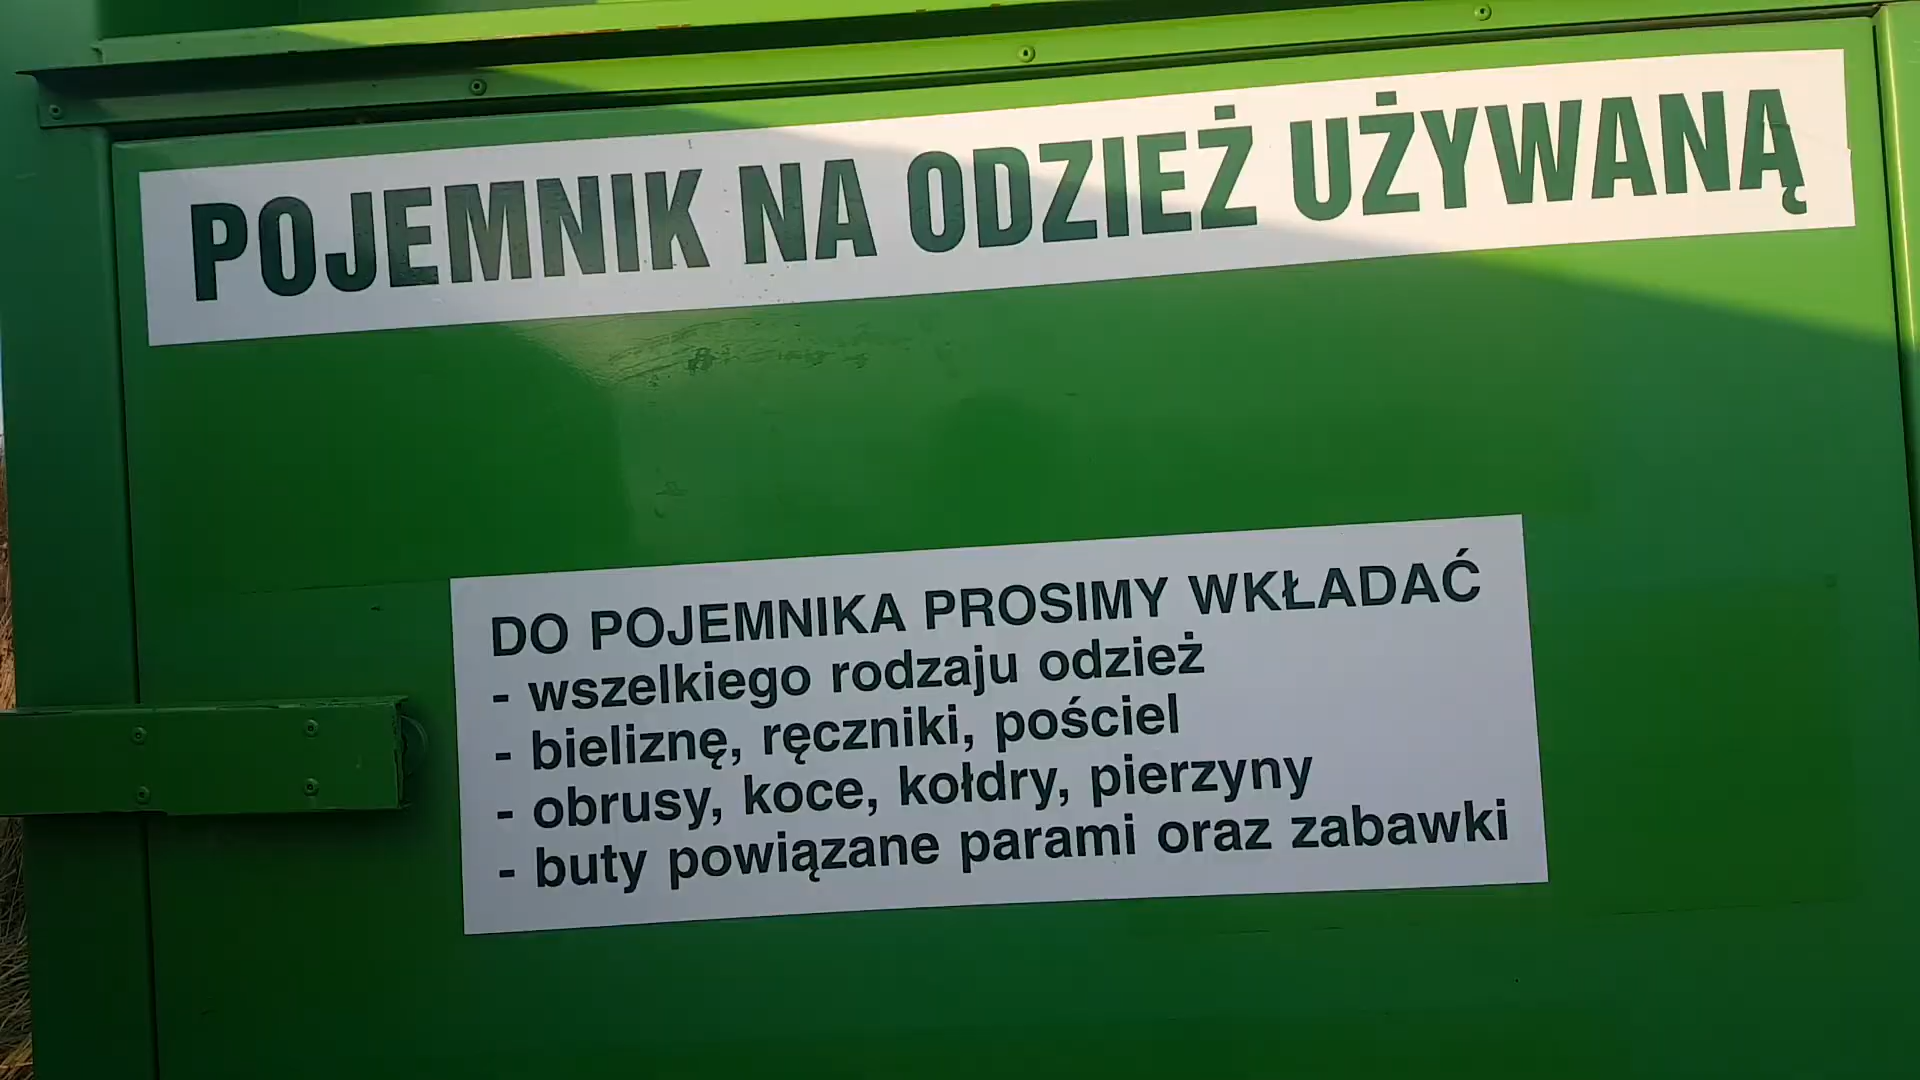 POJEMNIK NA ODZIEŻ UŻYWANĄ
DO POJEMNIKA PROSIMY WKŁADAĆ
- wszelkiego rodzaju odzież
- bieliznę, ręczniki, pościel
- obrusy, koce, kołdry, pierzyny
- buty powiązane parami oraz zabawki